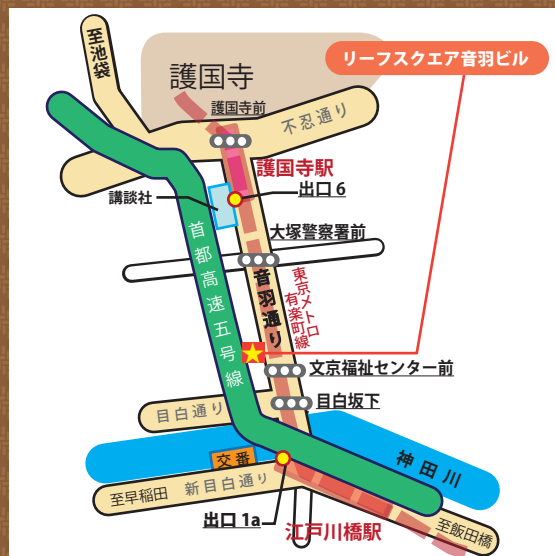 至池袋
護国寺
リーフスクエア音羽ビル
護国寺前
不忍通り
護国寺駅
講談社
出口 6
大塚警察署前
首都高速五号線
音羽通り
東京メトロ
有楽町線
文京福祉センター前
目白坂下
目白通り
交番
神田川
至早稲田
新目白通り
出口 1a
江戸川橋駅
至飯田橋